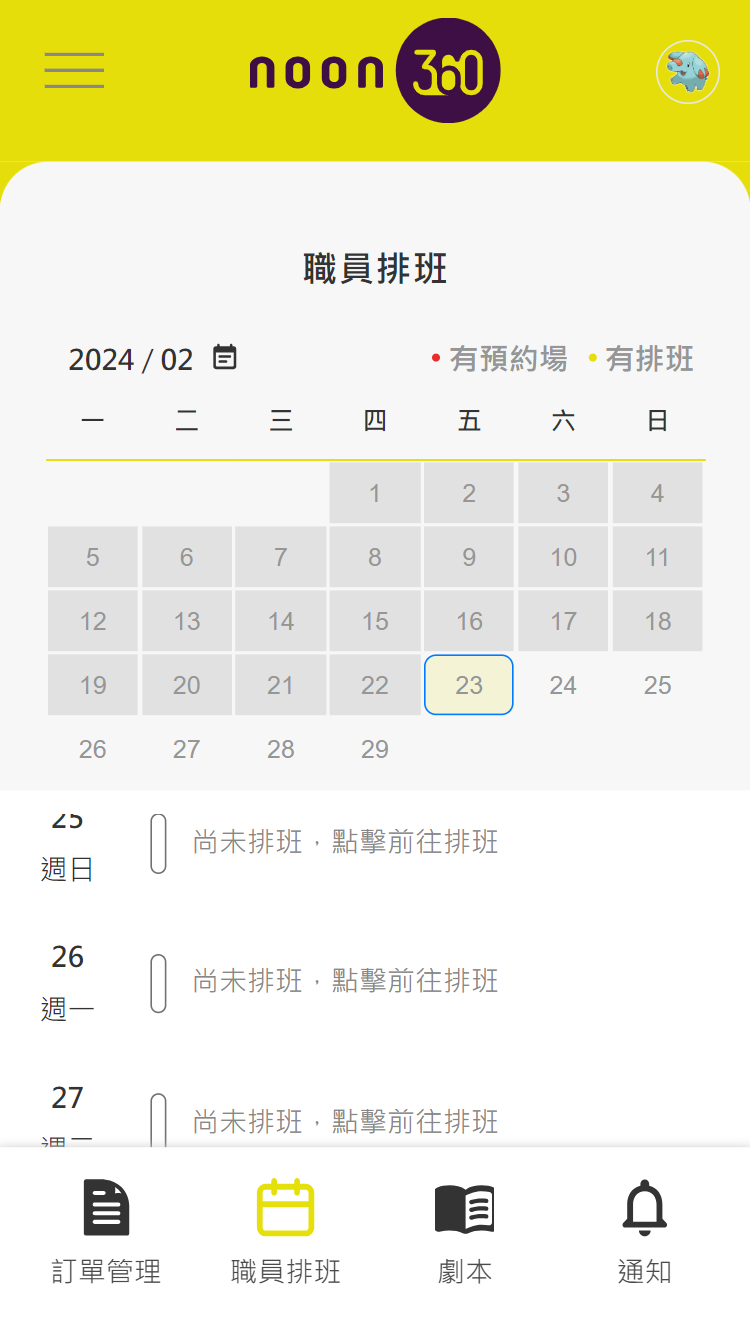 noon 360
職員排班
2024 / 02 有預約場 有排班
一 二 三 四 五 六 日
1 2 3 4
5 6 7 8 9 10 11
12 13 14 15 16 17 18
19 20 21 22 23 24 25
26 27 28 29
25
尚未排班，點擊前往排班
週日
26
尚未排班，點擊前往排班
週一
27
尚未排班，點擊前往排班
訂單管理 職員排班 劇本 通知